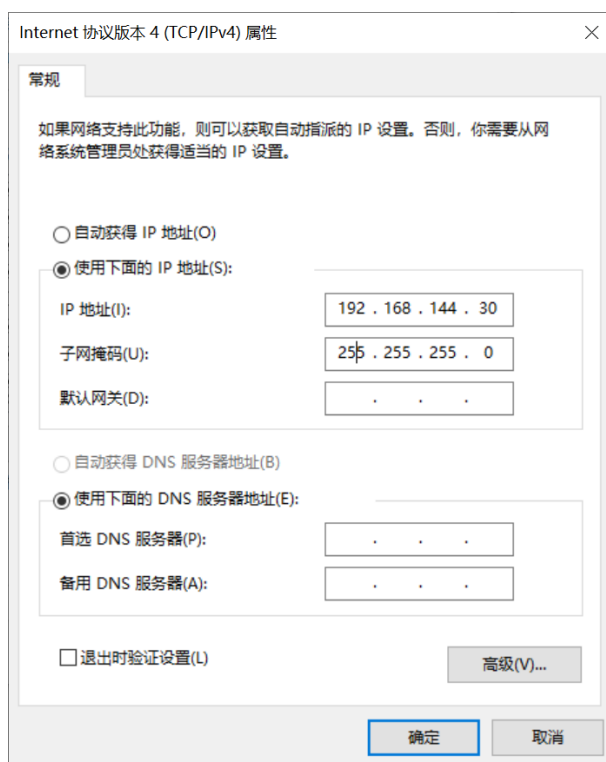 Internet 协议版本 4 (TCP/IPv4) 属性
常规
如果网络支持此功能，则可以获取自动指派的 IP 设置。否则，你需要从网
络系统管理员处获得适当的 IP 设置。
自动获得 IP 地址(O)
使用下面的 IP 地址(S):
IP 地址(I): 192 . 168 . 144 . 30
子网掩码(U): 255 . 255 . 255 . 0
默认网关(D): . . .
自动获得 DNS 服务器地址(B)
使用下面的 DNS 服务器地址(E):
首选 DNS 服务器(P): . . .
备用 DNS 服务器(A): . . .
退出时验证设置(L)
高级(V)...
确定 取消